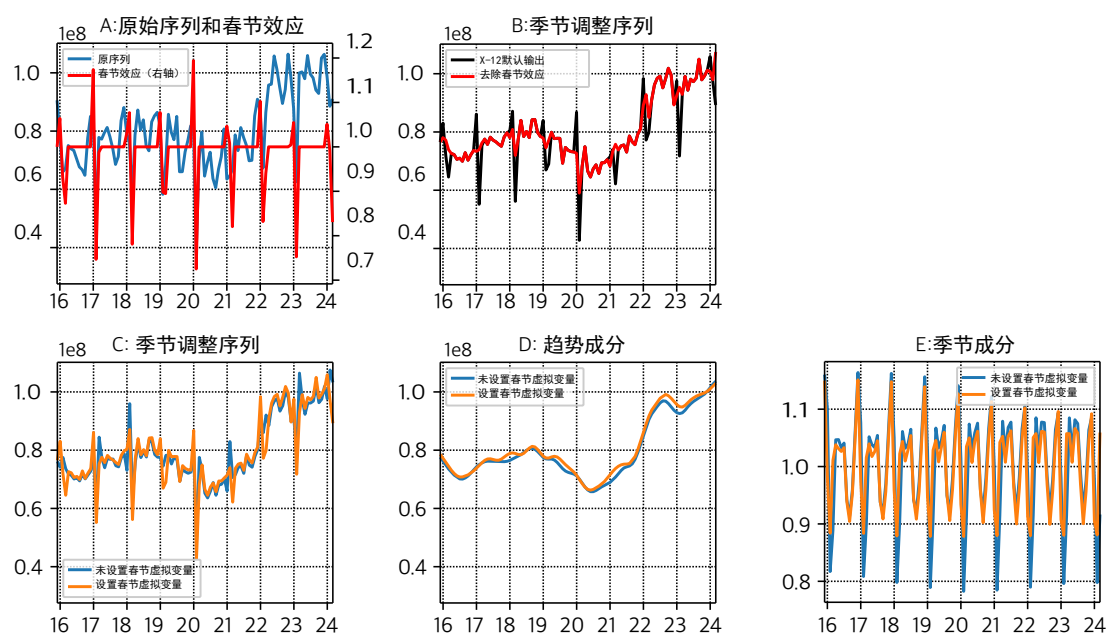 A:原始序列和春节效应
1e8
原序列
春节效应（右轴）
1.0
0.8
0.6
0.4
1.2
1.1
1.0
0.9
0.8
0.7
16 17 18 19 20 21 22 23 24
B:季节调整序列
1e8
X-12默认输出
去除春节效应
1.0
0.8
0.6
0.4
16 17 18 19 20 21 22 23 24
C: 季节调整序列
1e8
1.0
0.8
0.6
0.4
未设置春节虚拟变量
设置春节虚拟变量
16 17 18 19 20 21 22 23 24
D: 趋势成分
1e8
未设置春节虚拟变量
设置春节虚拟变量
1.0
0.8
0.6
0.4
16 17 18 19 20 21 22 23 24
E:季节成分
未设置春节虚拟变量
设置春节虚拟变量
1.1
1.0
0.9
0.8
16 17 18 19 20 21 22 23 24